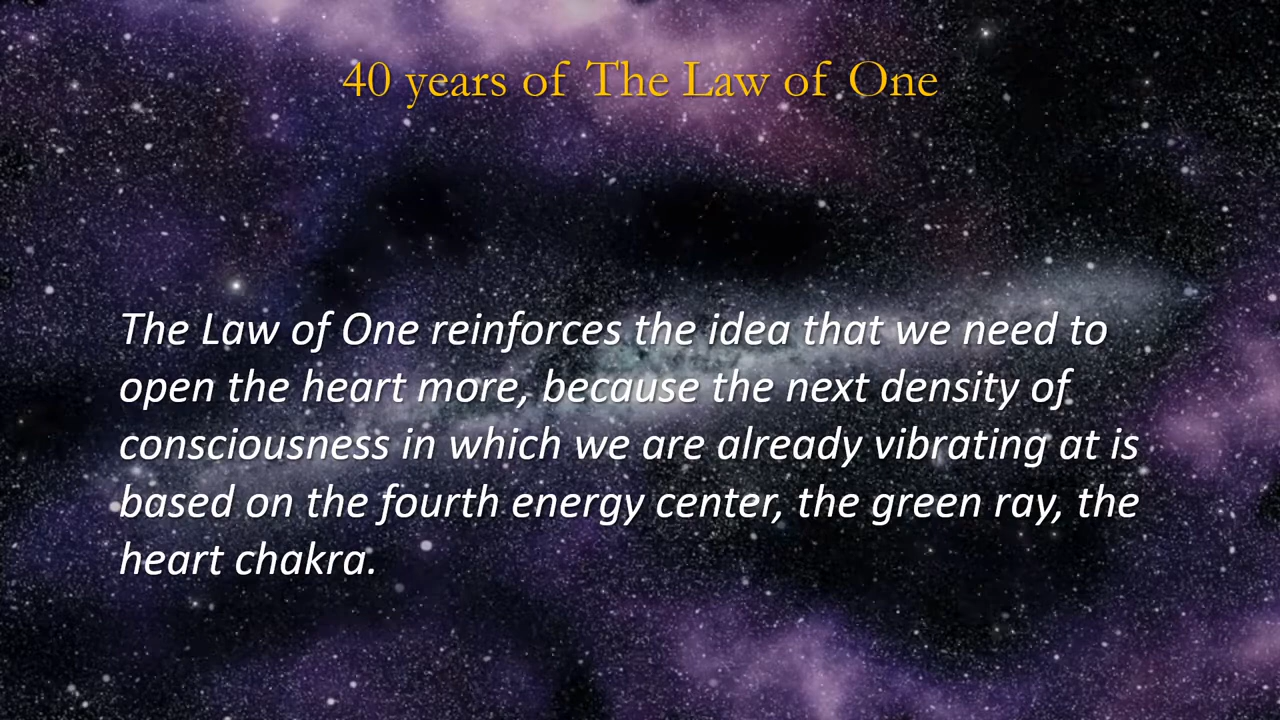 40 years of The Law of One
The Law of One reinforces the idea that we need to
open the heart more, because the next density of
consciousness in which we are already vibrating at is
based on the fourth energy center, the green ray, the
heart chakra.